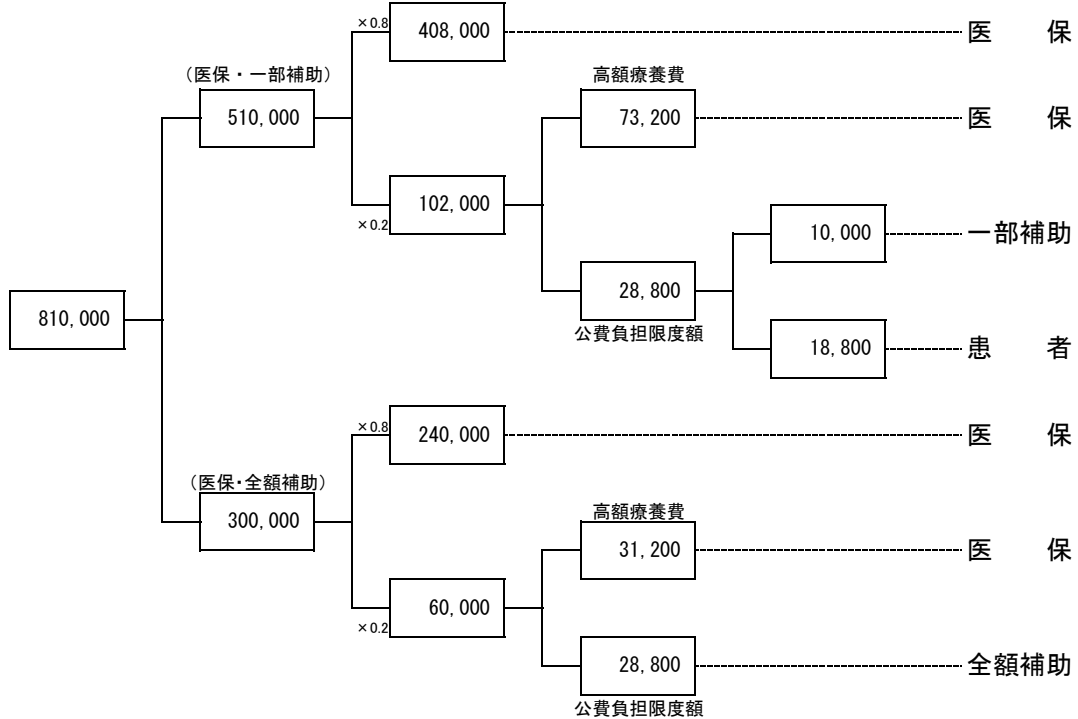 ×0.8
408,000
医　　保
（医保・一部補助）
高額療養費
510,000
73,200
医　　保
102,000
×0.2
10,000
一部補助
28,800
公費負担限度額
810,000
18,800
患　　者
×0.8
240,000
医　　保
（医保・全額補助）
高額療養費
300,000
31,200
医　　保
60,000
×0.2
28,800
全額補助
公費負担限度額